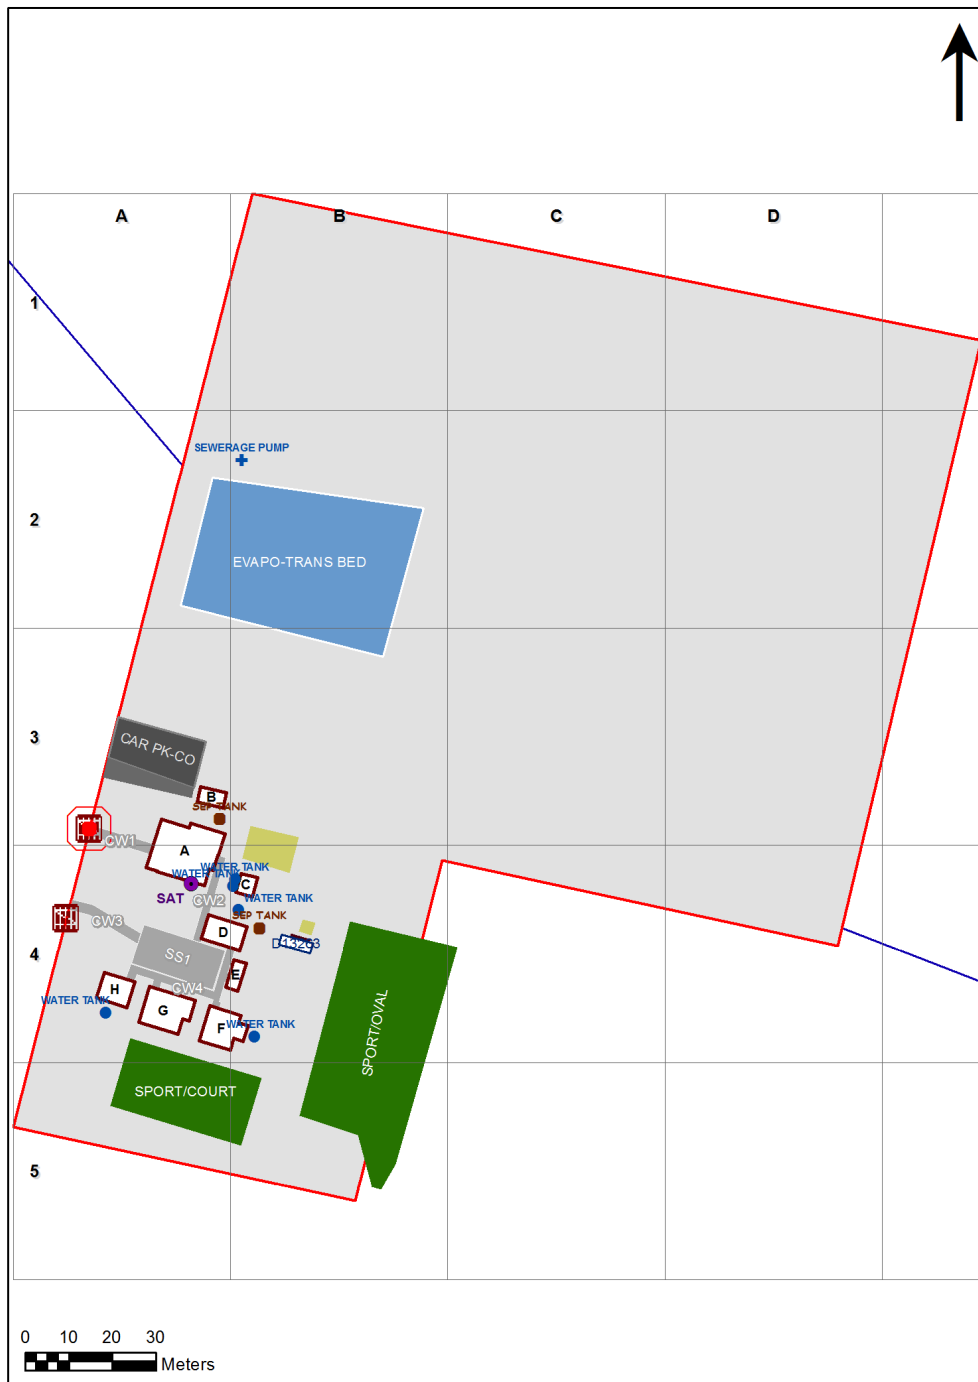 A
B
C
D
1
SEWERAGE PUMP
2
EVAPO-TRANS BED
3
CAR PK-CO
B
SEP TANK
CW1
A
WATER TANK
WATER TANK
C
SAT
CW2
WATER TANK
CW3
SEP TANK
D
D13263
4
SS1
E
H
CW4
WATER TANK
G
F
WATER TANK
SPORT/OVAL
SPORT/COURT
5
0 10 20 30
Meters